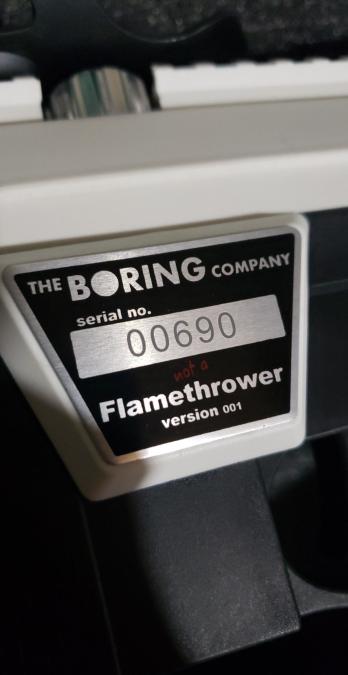 THE BORING COMPANY
serial no.
00690
not a
Flamethrower
version 001